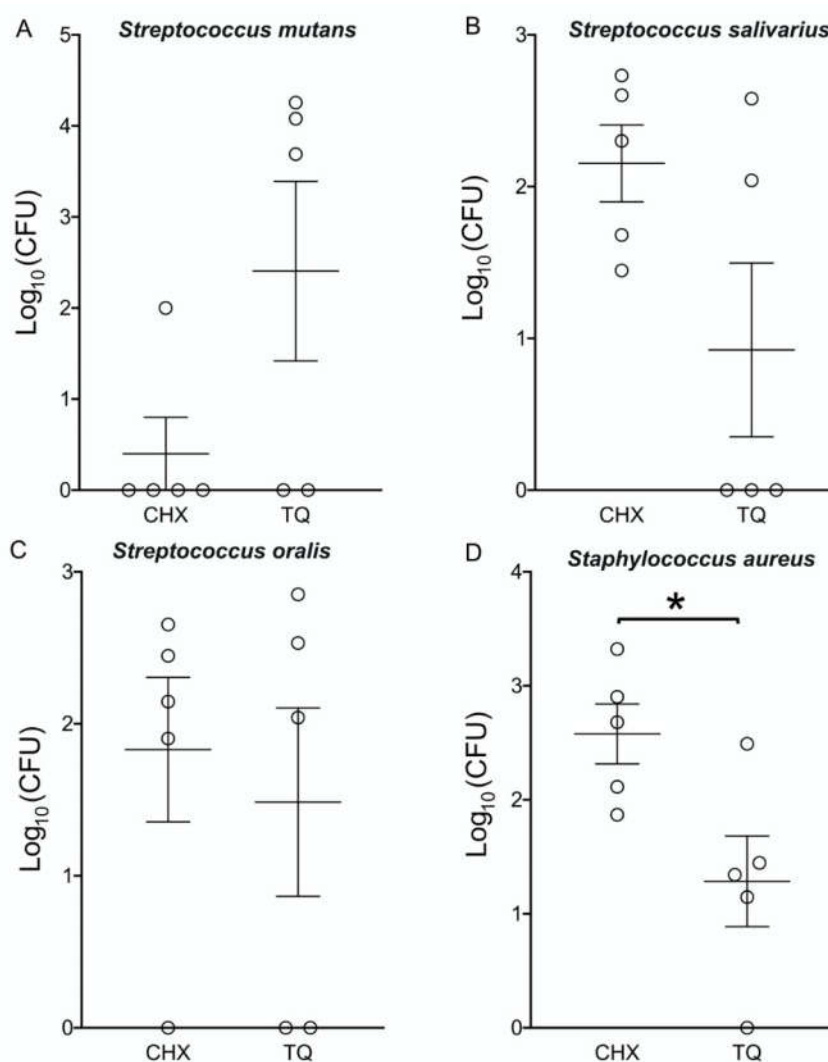 A
Streptococcus mutans
5
4
3
2
1
0
Log10(CFU)
CHX TQ
B
Streptococcus salivarius
3
2
1
0
Log10(CFU)
CHX TQ
C
Streptococcus oralis
3
2
1
0
Log10(CFU)
CHX TQ
D
Staphylococcus aureus
*
4
3
2
1
0
Log10(CFU)
CHX TQ